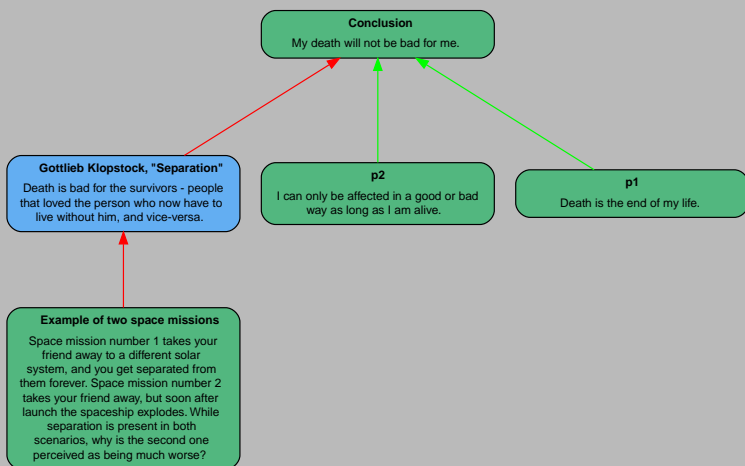 Conclusion
My death will not be bad for me.
Gottlieb Klopstock, "Separation"
Death is bad for the survivors - people
that loved the person who now have to
live without him, and vice-versa.
p2
I can only be affected in a good or bad
way as long as I am alive.
p1
Death is the end of my life.
Example of two space missions
Space mission number 1 takes your
friend away to a different solar
system, and you get separated from
them forever. Space mission number 2
takes your friend away, but soon after
launch the spaceship explodes. While
separation is present in both
scenarios, why is the second one
perceived as being much worse?